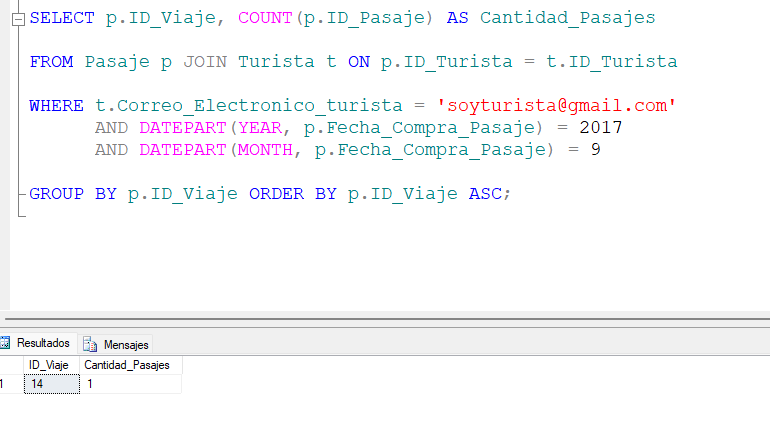 SELECT p.ID_Viaje, COUNT(p.ID_Pasaje) AS Cantidad_Pasajes
FROM Pasaje p JOIN Turista t ON p.ID_Turista = t.ID_Turista
WHERE t.Correo_Electronico_turista = 'soyturista@gmail.com'
AND DATEPART(YEAR, p.Fecha_Compra_Pasaje) = 2017
AND DATEPART(MONTH, p.Fecha_Compra_Pasaje) = 9
GROUP BY p.ID_Viaje ORDER BY p.ID_Viaje ASC;
Resultados Mensajes
ID_Viaje Cantidad_Pasajes
1 14 1